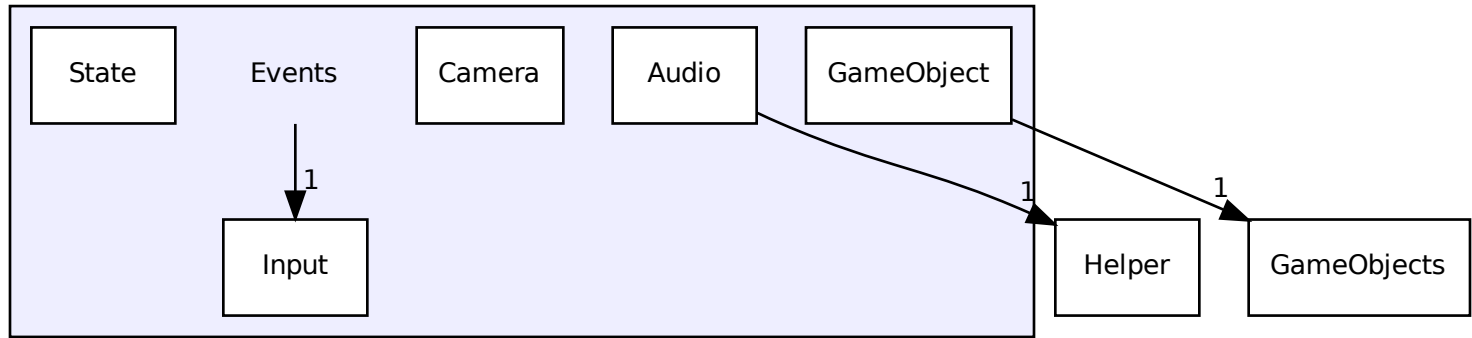 State
Events
Camera
Audio
GameObject
1
1
1
Input
Helper
GameObjects